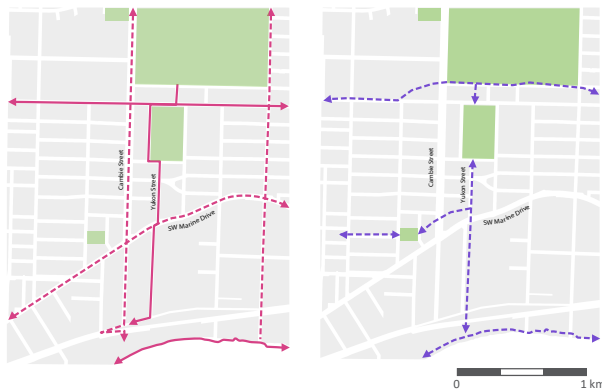 Cambie Street
Yukon Street
SW Marine Drive
Cambie Street
Yukon Street
SW Marine Drive
0
1 km